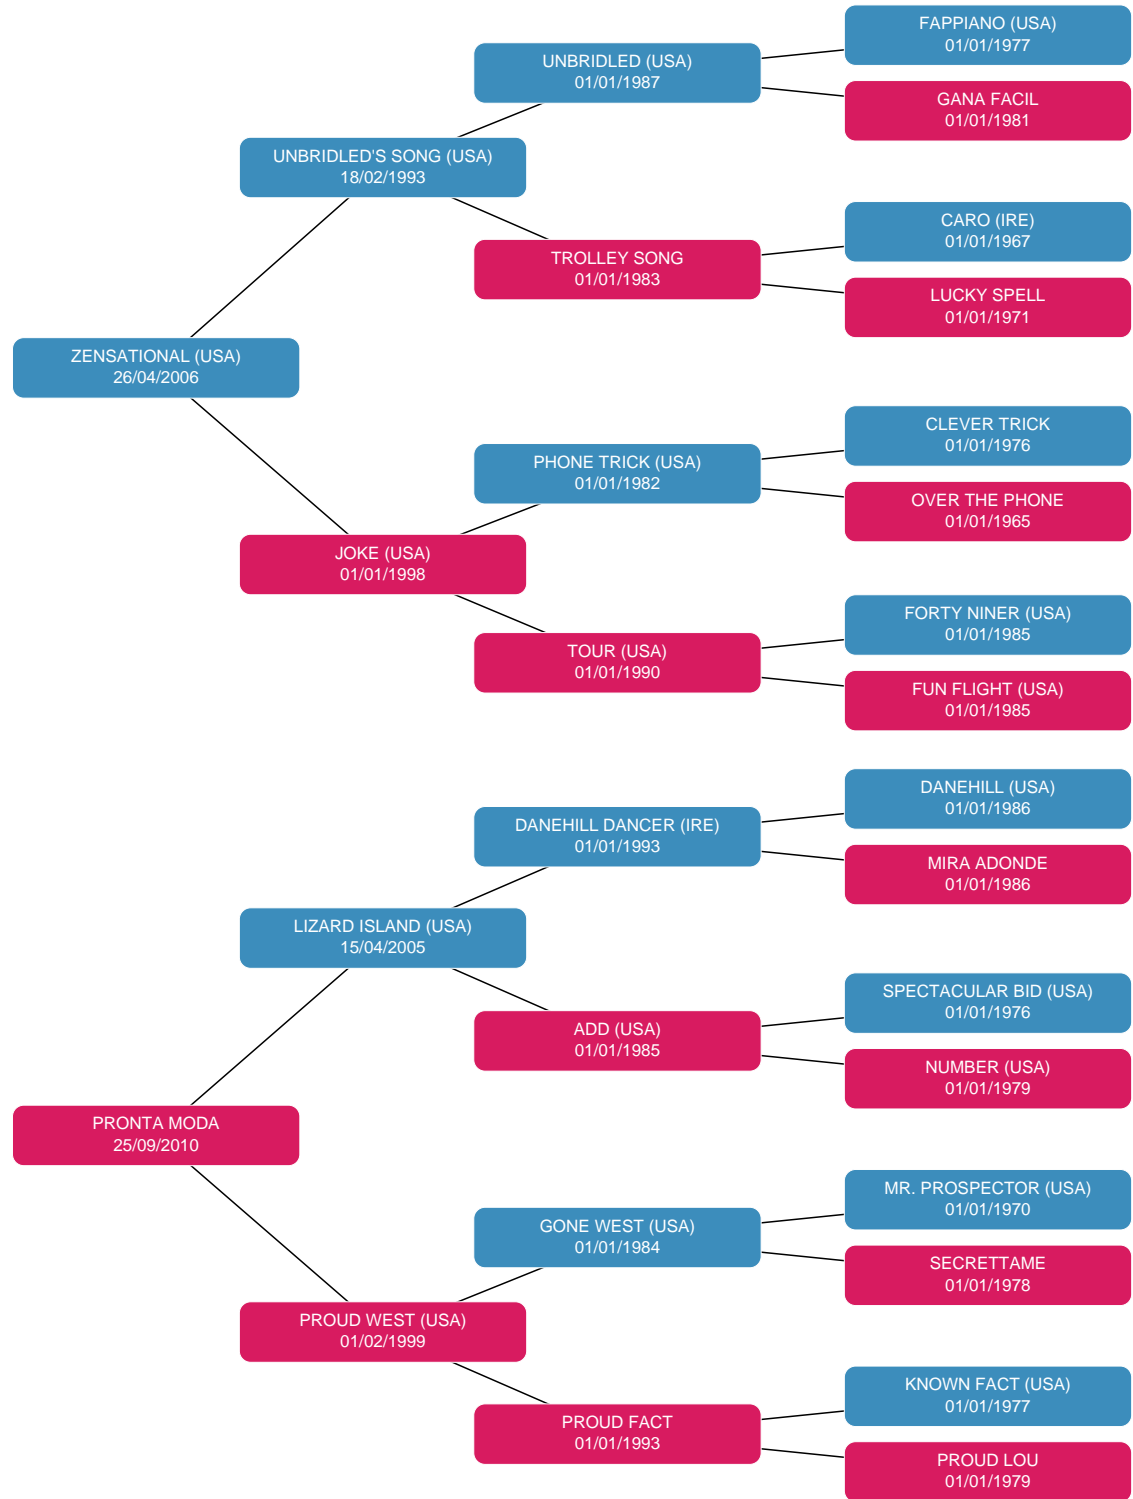 FAPPIANO (USA)
01/01/1977
UNBRIDLED (USA)
01/01/1987
GANA FACIL
01/01/1981
UNBRIDLED'S SONG (USA)
18/02/1993
CARO (IRE)
01/01/1967
TROLLEY SONG
01/01/1983
LUCKY SPELL
01/01/1971
ZENSATIONAL (USA)
26/04/2006
CLEVER TRICK
01/01/1976
PHONE TRICK (USA)
01/01/1982
OVER THE PHONE
01/01/1965
JOKE (USA)
01/01/1998
FORTY NINER (USA)
01/01/1985
TOUR (USA)
01/01/1990
FUN FLIGHT (USA)
01/01/1985
DANEHILL (USA)
01/01/1986
DANEHILL DANCER (IRE)
01/01/1993
MIRA ADONDE
01/01/1986
LIZARD ISLAND (USA)
15/04/2005
SPECTACULAR BID (USA)
01/01/1976
ADD (USA)
01/01/1985
NUMBER (USA)
01/01/1979
PRONTA MODA
25/09/2010
MR. PROSPECTOR (USA)
01/01/1970
GONE WEST (USA)
01/01/1984
SECRETTAME
01/01/1978
PROUD WEST (USA)
01/02/1999
KNOWN FACT (USA)
01/01/1977
PROUD FACT
01/01/1993
PROUD LOU
01/01/1979